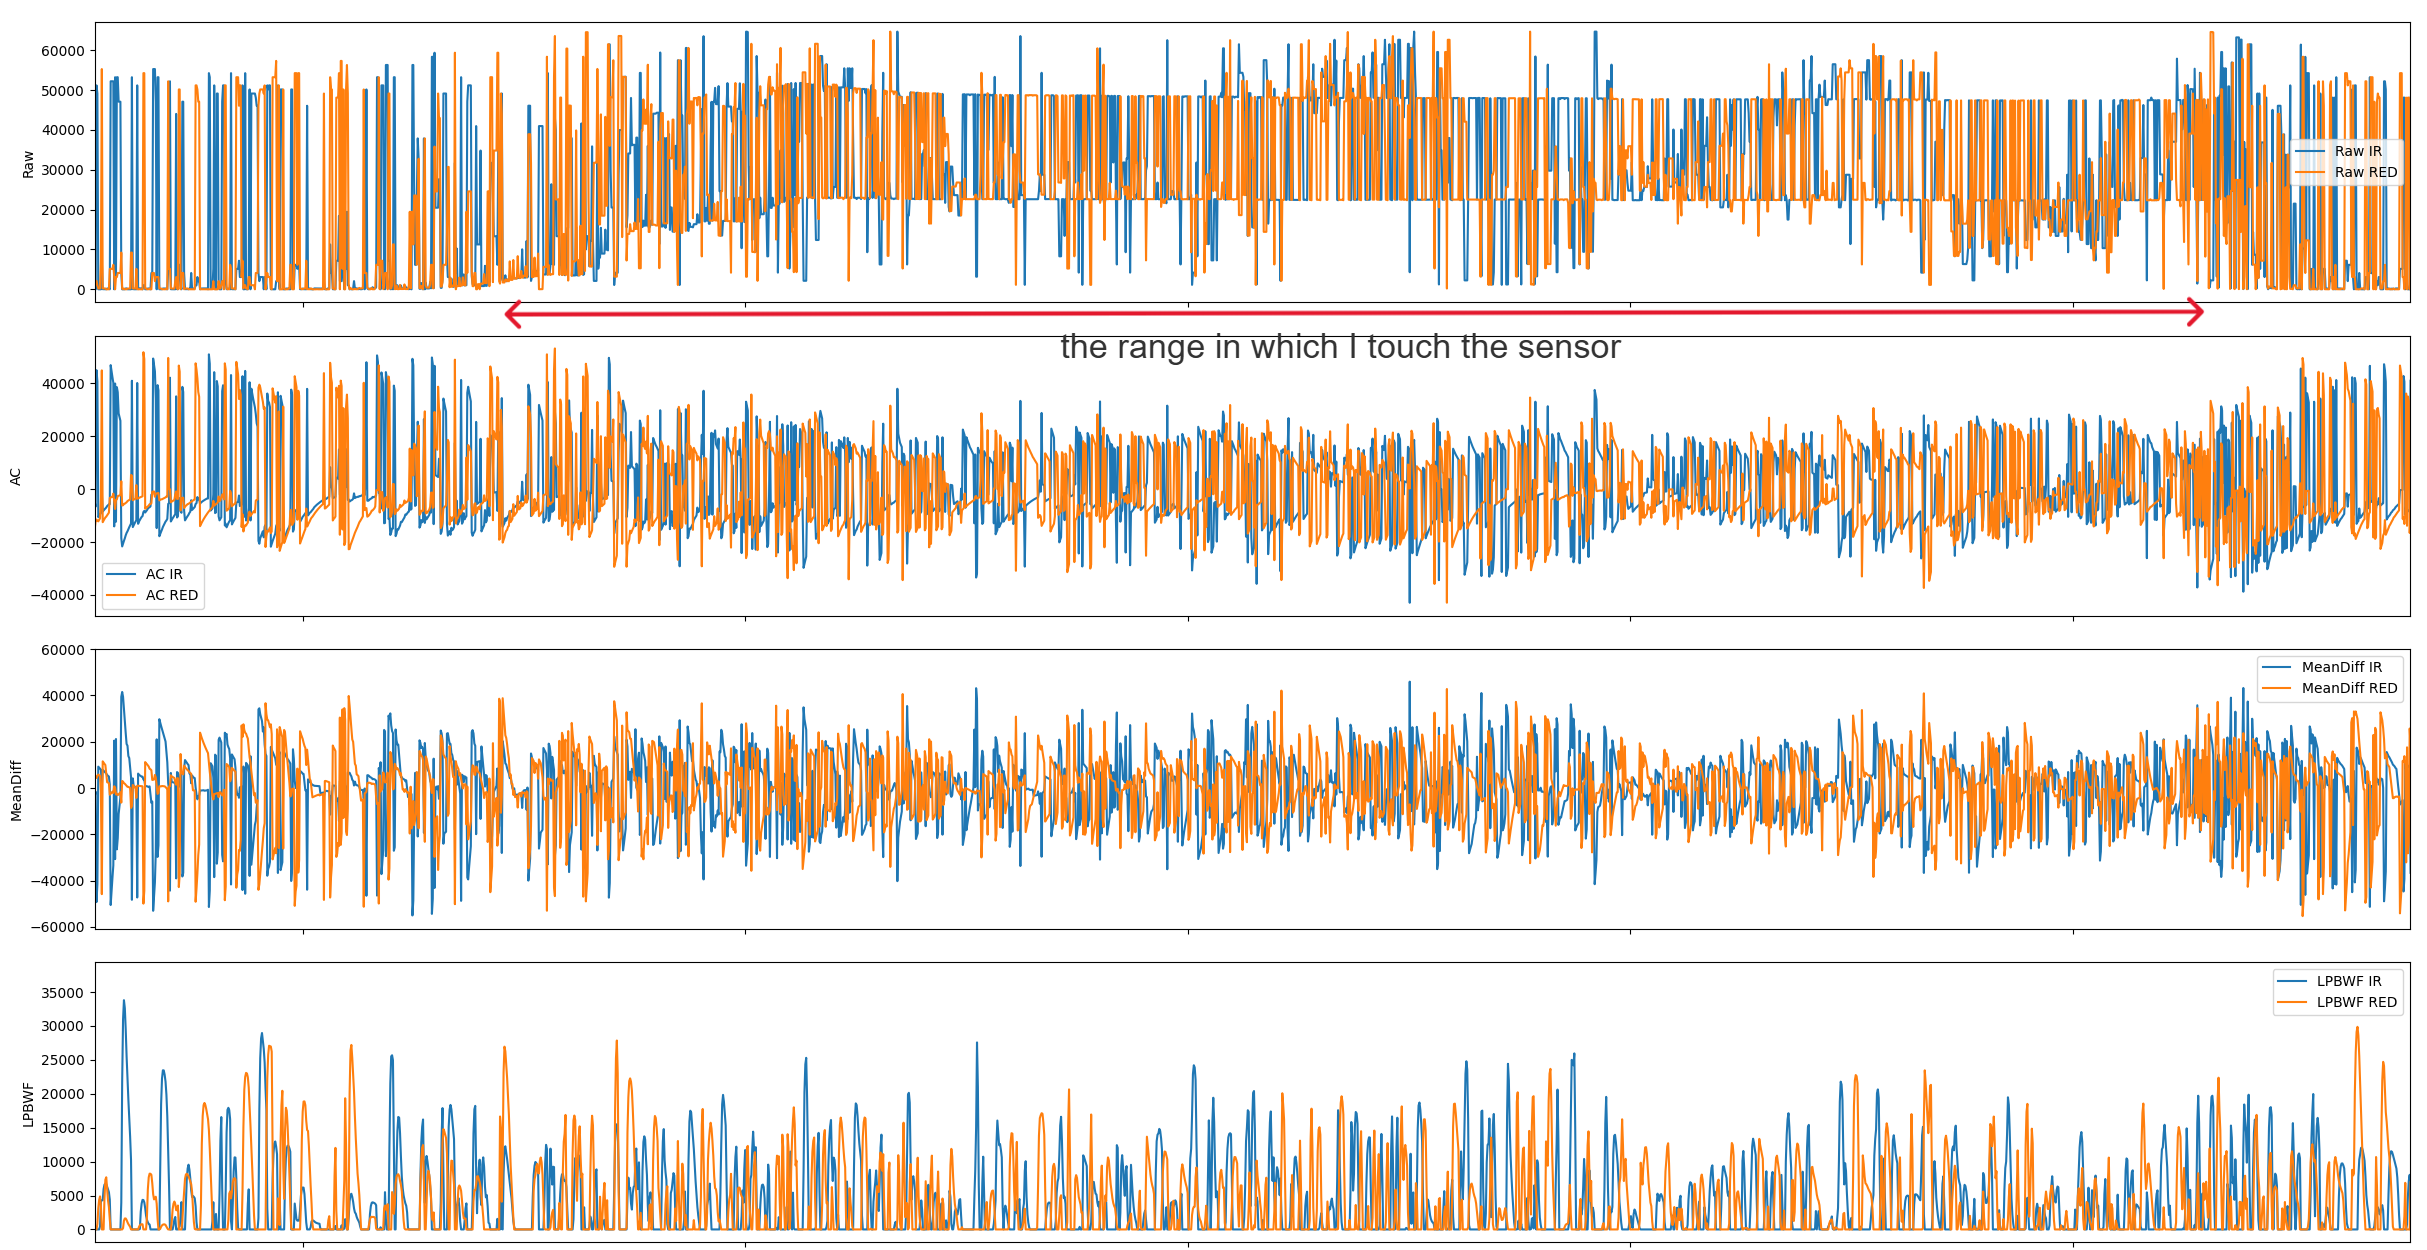 60000
50000
40000
30000
20000
10000
0
Raw
Raw IR
Raw RED
the range in which I touch the sensor
40000
20000
0
−20000
−40000
AC
AC IR
AC RED
60000
40000
20000
0
−20000
−40000
−60000
MeanDiff
MeanDiff IR
MeanDiff RED
35000
30000
25000
20000
15000
10000
5000
0
LPBWF
LPBWF IR
LPBWF RED